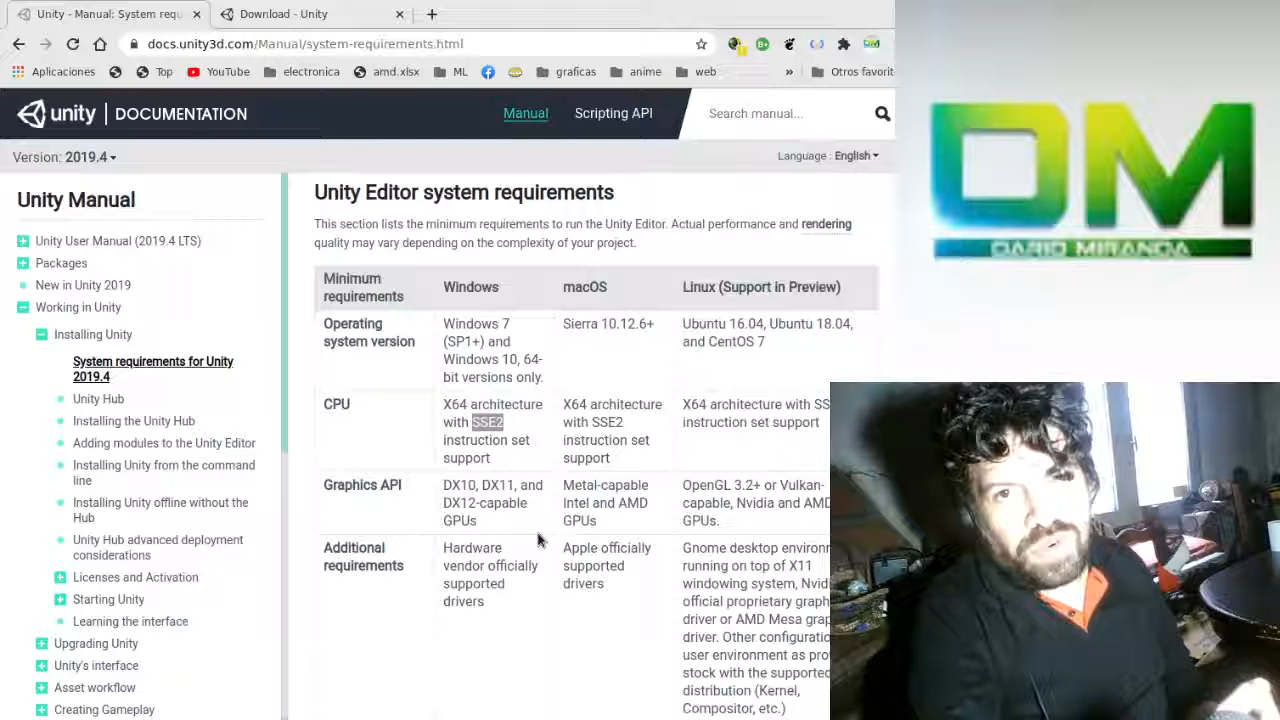 Unity - Manual: System requ
Download - Unity
docs.unity3d.com/Manual/system-requirements.html
Aplicaciones
Top
YouTube
electronica
amd.xlsx
ML
graficas
anime
web
»
Otros favorit
unity | DOCUMENTATION
Manual
Scripting API
Search manual...
Version: 2019.4
Language : English
Unity Manual
Unity User Manual (2019.4 LTS)
Packages
New in Unity 2019
Working in Unity
Installing Unity
System requirements for Unity
2019.4
Unity Hub
Installing the Unity Hub
Adding modules to the Unity Editor
Installing Unity from the command
line
Installing Unity offline without the
Hub
Unity Hub advanced deployment
considerations
Licenses and Activation
Starting Unity
Learning the interface
Upgrading Unity
Unity's interface
Asset workflow
Creating Gameplay
Unity Editor system requirements
This section lists the minimum requirements to run the Unity Editor. Actual performance and rendering
quality may vary depending on the complexity of your project.
Minimum
requirements
Windows
macOS
Linux (Support in Preview)
Operating
system version
Windows 7
(SP1+) and
Windows 10, 64-
bit versions only.
Sierra 10.12.6+
Ubuntu 16.04, Ubuntu 18.04,
and CentOS 7
CPU
X64 architecture
with SSE2
instruction set
support
X64 architecture
with SSE2
instruction set
support
X64 architecture with SS
instruction set support
Graphics API
DX10, DX11, and
DX12-capable
GPUs
Metal-capable
Intel and AMD
GPUs
OpenGL 3.2+ or Vulkan-
capable, Nvidia and AMD
GPUs.
Additional
requirements
Hardware
vendor officially
supported
drivers
Apple officially
supported
drivers
Gnome desktop environ
running on top of X11
windowing system, Nvid
official proprietary graph
driver or AMD Mesa grap
driver. Other configuratio
user environment as pro
stock with the supported
distribution (Kernel,
Compositor, etc.)
DM
DARIO MIRANDA